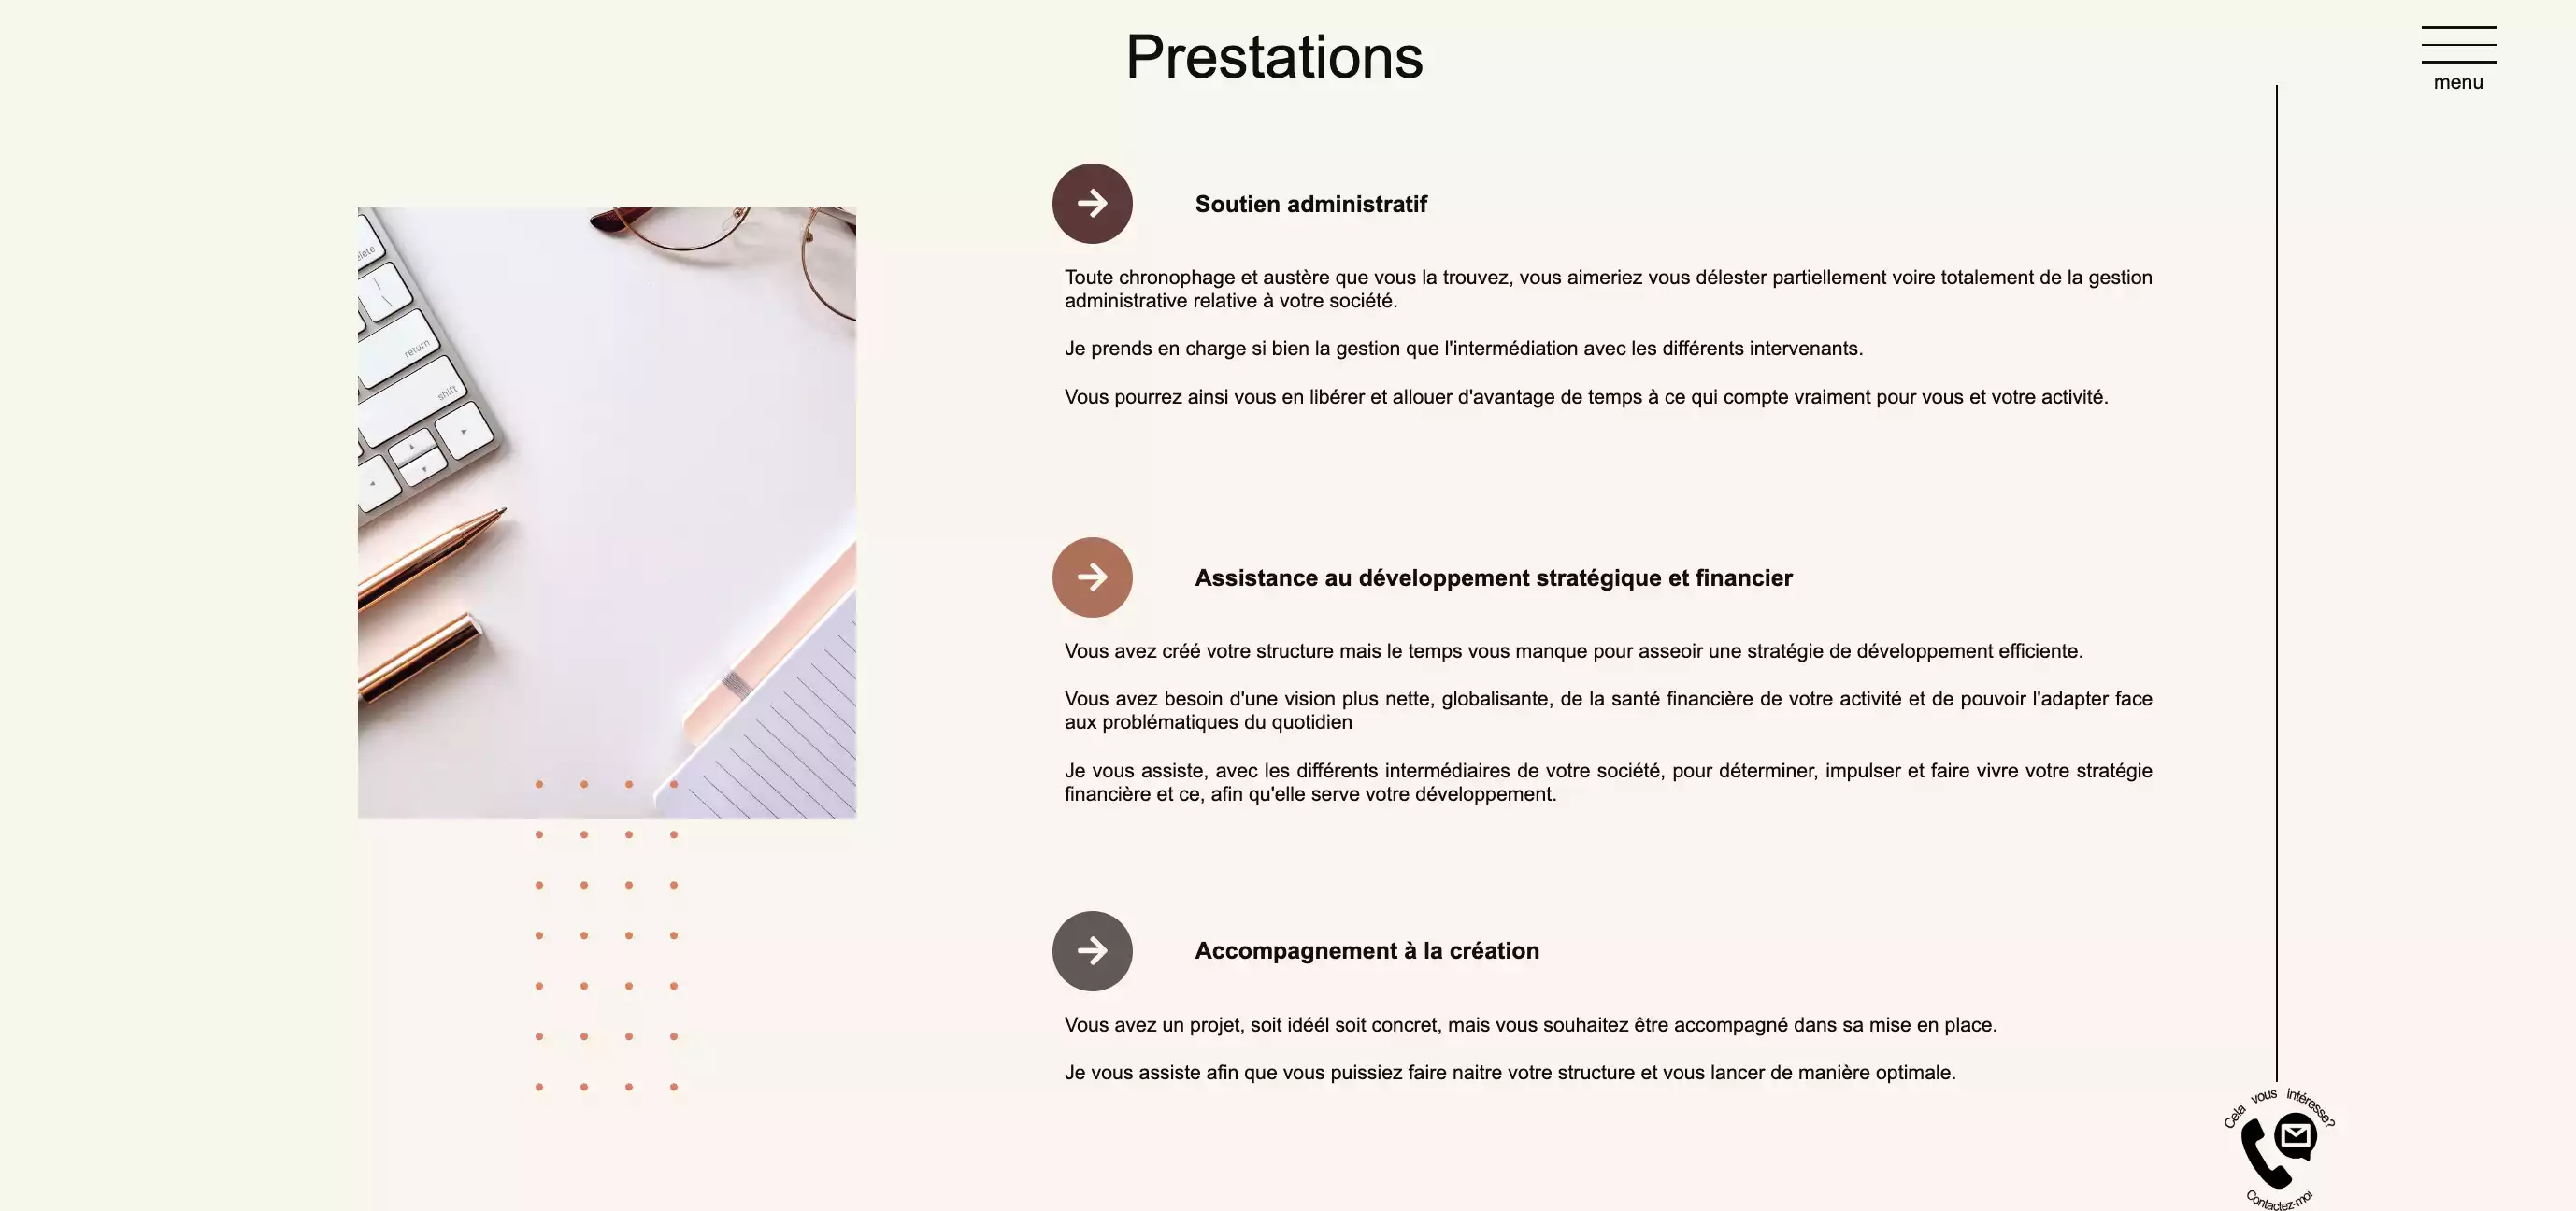 Prestations
menu
Soutien administratif
Toute chronophage et austère que vous la trouvez, vous aimeriez vous délester partiellement voire totalement de la gestion
administrative relative à votre société.
Je prends en charge si bien la gestion que l'intermédiation avec les différents intervenants.
Vous pourrez ainsi vous en libérer et allouer d'avantage de temps à ce qui compte vraiment pour vous et votre activité.
return
shift
Assistance au développement stratégique et financier
Vous avez créé votre structure mais le temps vous manque pour asseoir une stratégie de développement efficiente.
Vous avez besoin d'une vision plus nette, globalisante, de la santé financière de votre activité et de pouvoir l'adapter face
aux problématiques du quotidien
Je vous assiste, avec les différents intermédiaires de votre société, pour déterminer, impulser et faire vivre votre stratégie
financière et ce, afin qu'elle serve votre développement.
Accompagnement à la création
Vous avez un projet, soit idéél soit concret, mais vous souhaitez être accompagné dans sa mise en place.
Je vous assiste afin que vous puissiez faire naitre votre structure et vous lancer de manière optimale.
Cela vous intéresse?
Contactez-moi